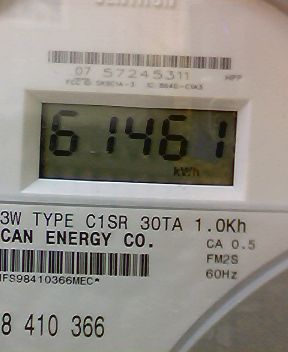 07 57245311
HPP
61461
kWh
3W TYPE C1SR 30TA 1.0Kh
CAN ENERGY CO.
CA 0.5
FM2S
60Hz
IFS98410366MEC*
8 410 366